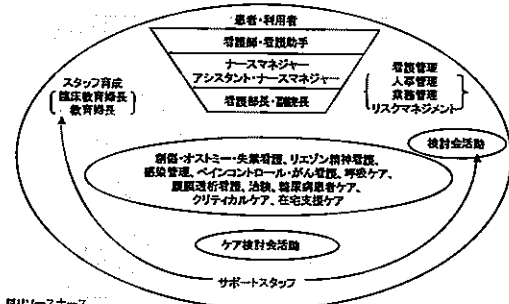 患者・利用者
看護師・看護助手
ナースマネジャー
アシスタント・ナースマネジャー
看護部長・副院長
スタッフ育成
臨床教育婦長
教育婦長
看護管理
人事管理
業務管理
リスクマネジメント
検討会活動
創傷・オストミー・失禁看護、リエゾン精神看護、
感染管理、ペインコントロール・がん看護、呼吸ケア、
腹膜透析看護、治験、糖尿病患者ケア、
クリティカルケア、在宅支援ケア
ケア検討会活動
サポートスタッフ